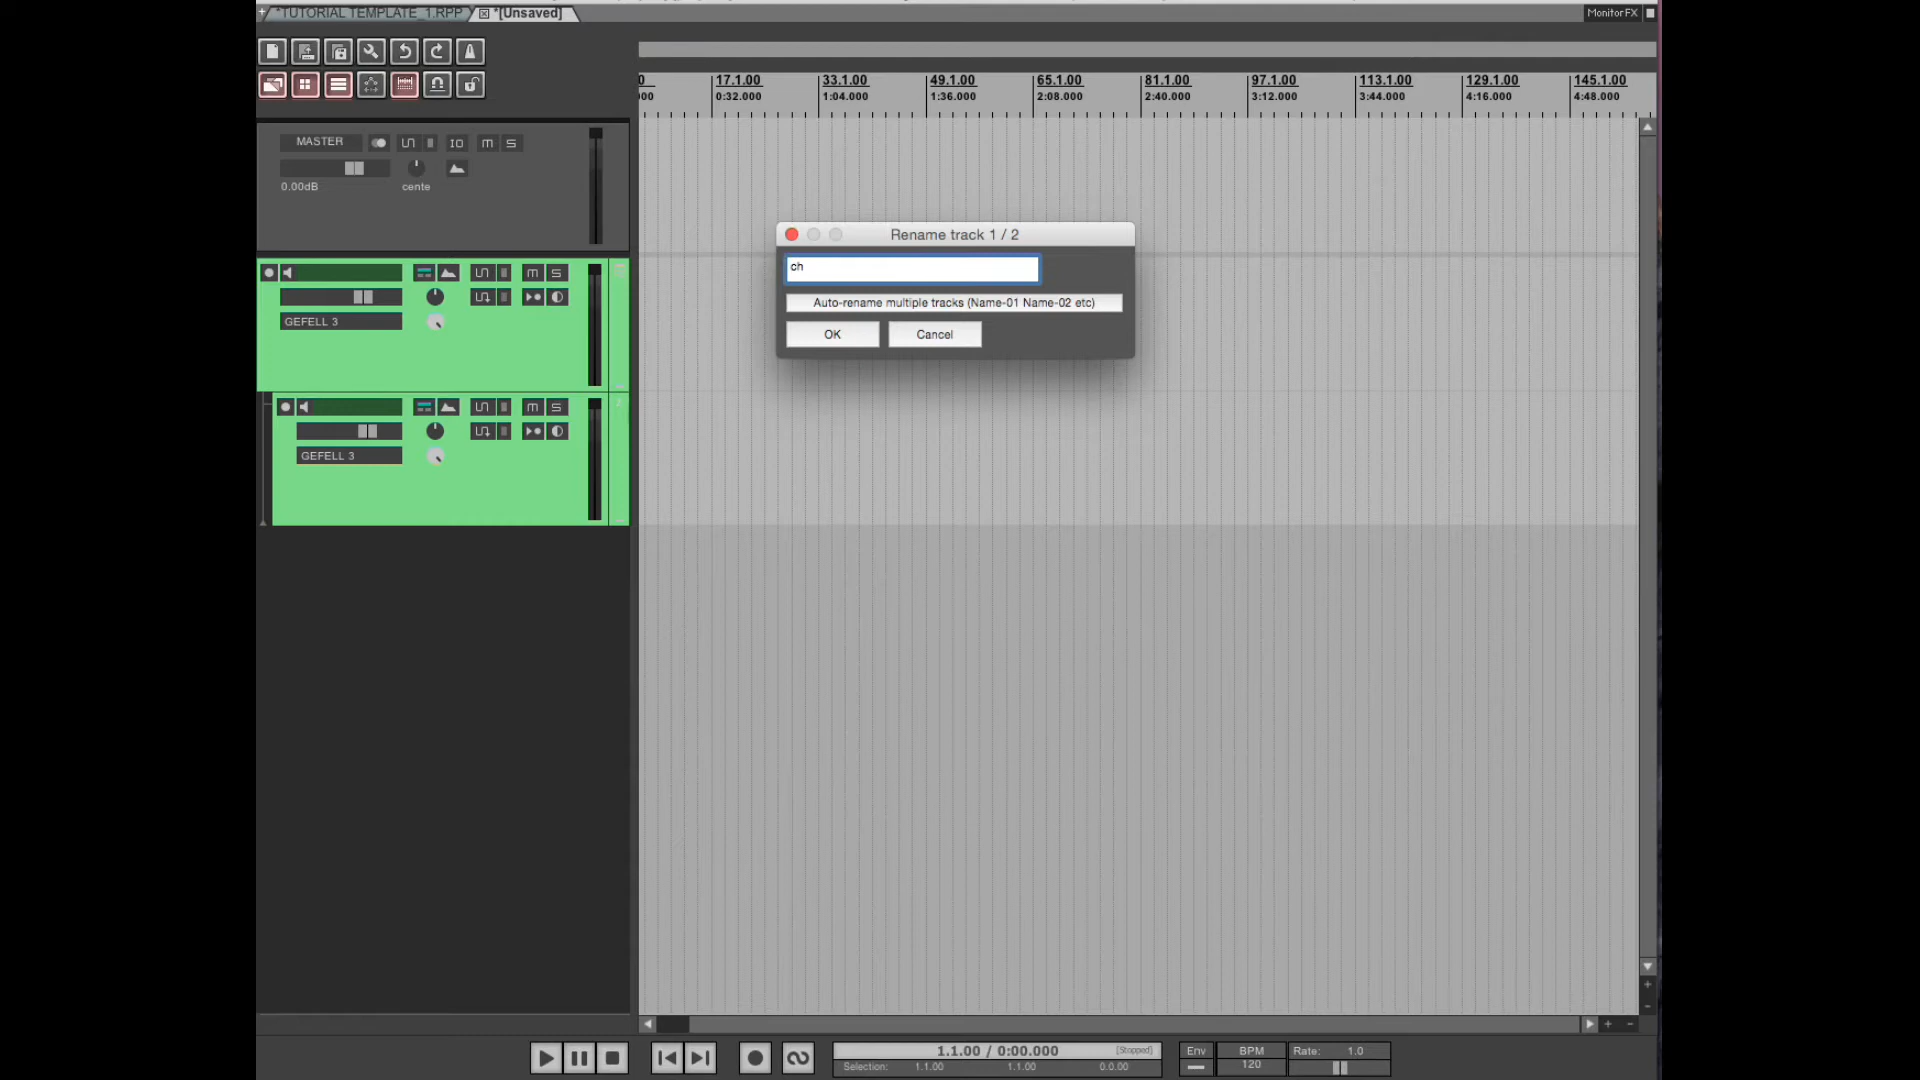 *TUTORIAL TEMPLATE_1.RPP
*[Unsaved]
MonitorFX
17.1.00 33.1.00 49.1.00 65.1.00 81.1.00 97.1.00 113.1.00 129.1.00 145.1.00
0:32.000 1:04.000 1:36.000 2:08.000 2:40.000 3:12.000 3:44.000 4:16.000 4:48.000
MASTER
IO M S
0.00dB cente
Rename track 1 / 2
ch
Auto-rename multiple tracks (Name-01 Name-02 etc)
OK Cancel
M S
GEFELL 3
M S
GEFELL 3
1.1.00 / 0:00.000 [Stopped]
Selection: 1.1.00 1.1.00 0.0.00
Env
BPM
120
Rate: 1.0